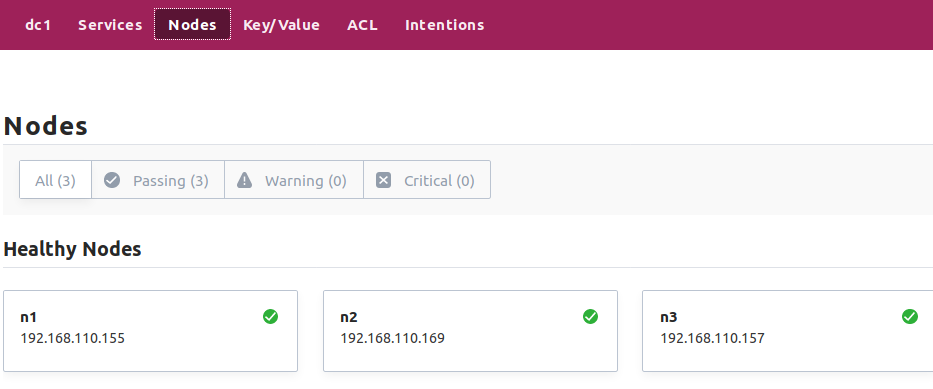 dc1 Services Nodes Key/Value ACL Intentions
Nodes
All (3) Passing (3) Warning (0) Critical (0)
Healthy Nodes
n1 n2 n3
192.168.110.155 192.168.110.169 192.168.110.157